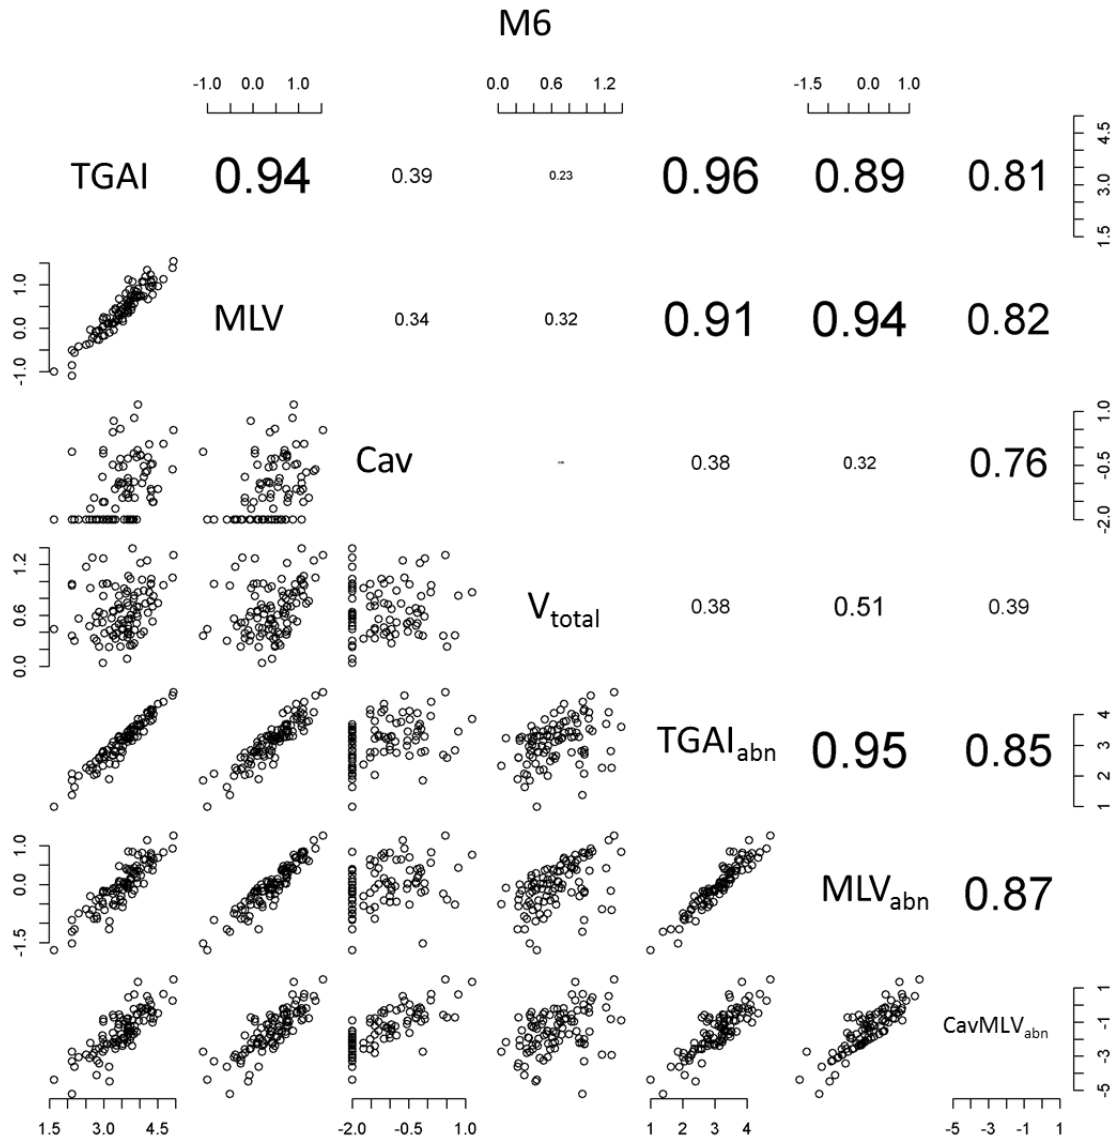 M6
-1.0 0.0 1.0
0.0 0.6 1.2
-1.5 0.0 1.0
TGAI 0.94 0.39 0.23 0.96 0.89 0.81
1.5 3.0 4.5
-1.0 0.0 1.0
MLV 0.34 0.32 0.91 0.94 0.82
Cav 0.38 0.32 0.76
-2.0 -0.5 1.0
0.0 0.6 1.2
Vtotal 0.38 0.51 0.39
TGAIabn 0.95 0.85
1 2 3 4
-1.5 0.0 1.0
MLVabn 0.87
CavMLVabn
-5 -3 -1 1
1.5 3.0 4.5
-2.0 -0.5 1.0
1 2 3 4
-5 -3 -1 1